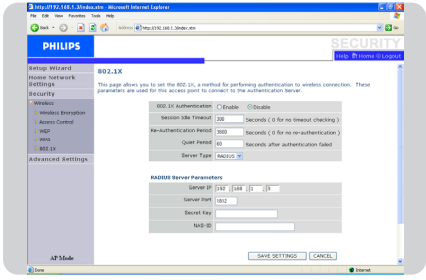 http://192.168.1.3/index.stm - Microsoft Internet Explorer
File Edit View Favorites Tools Help
Back
Address http://192.168.1.3/index.stm
Go
PHILIPS
SECURITY
Help Home Logout
Setup Wizard
Home Network Settings
Security
Wireless
Wireless Encryption
Access Control
WEP
WPA
802.1X
Advanced Settings
AP Mode
802.1X
This page allows you to set the 802.1X, a method for performing authentication to wireless connection. These
parameters are used for this access point to connect to the Authentication Server.
802.1X Authentication Enable Disable
Session Idle Timeout 300 Seconds ( 0 for no timeout checking )
Re-Authentication Period 3600 Seconds ( 0 for no re-authentication )
Quiet Period 60 Seconds after authentication failed
Server Type RADIUS
RADIUS Server Parameters
Server IP 192 . 168 . 1 . 3
Server Port 1812
Secret Key
NAS-ID
SAVE SETTINGS CANCEL
Done
Internet